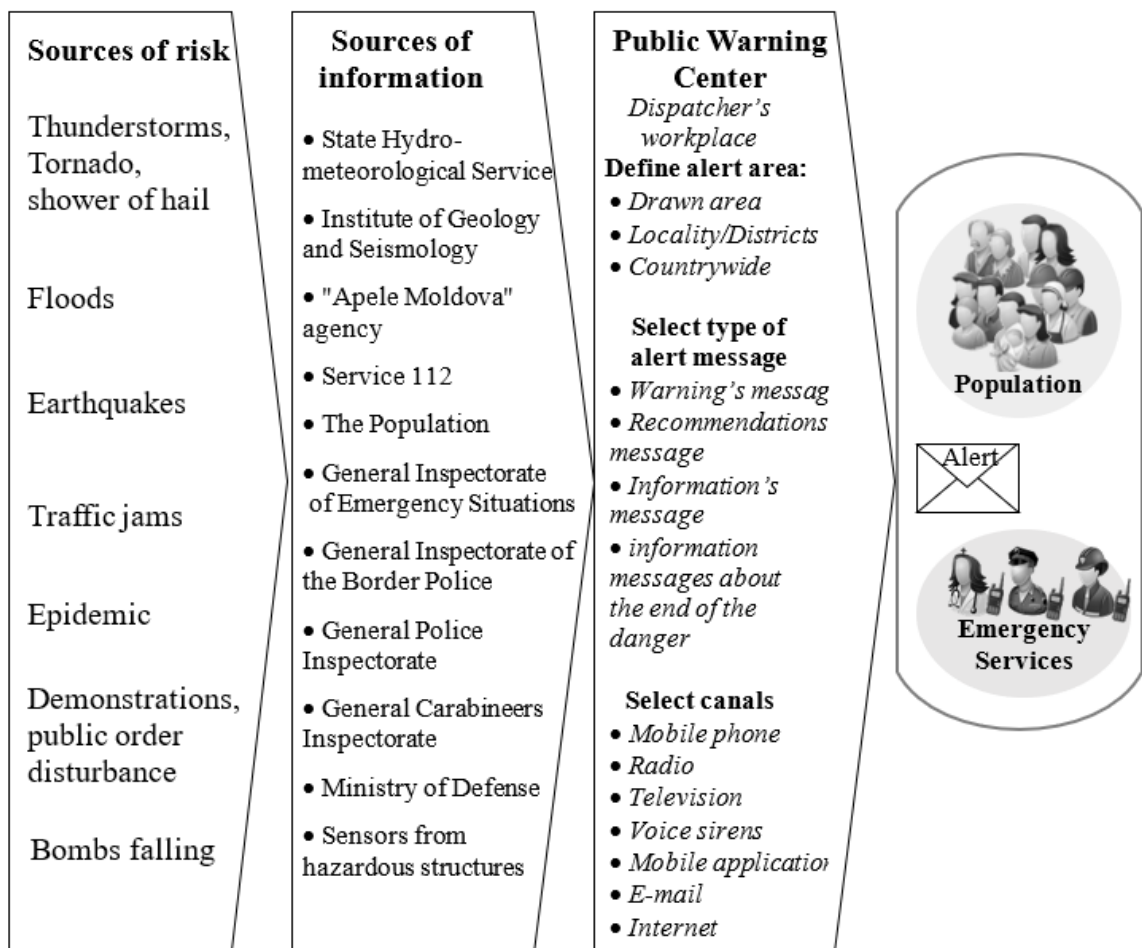 Sources of risk
Thunderstorms,
Tornado,
shower of hail
Floods
Earthquakes
Traffic jams
Epidemic
Demonstrations,
public order
disturbance
Bombs falling
Sources of
information
• State Hydro-
meteorological Service
• Institute of Geology
and Seismology
• "Apele Moldova"
agency
• Service 112
• The Population
• General Inspectorate
of Emergency Situations
• General Inspectorate of
the Border Police
• General Police
Inspectorate
• General Carabineers
Inspectorate
• Ministry of Defense
• Sensors from
hazardous structures
Public Warning
Center
Dispatcher's
workplace
Define alert area:
• Drawn area
• Locality/Districts
• Countrywide
Select type of
alert message
• Warning's messag
• Recommendations
message
• Information's
message
• information
messages about
the end of the
danger
Select canals
• Mobile phone
• Radio
• Television
• Voice sirens
• Mobile application
• E-mail
• Internet
Population
Alert
Emergency
Services